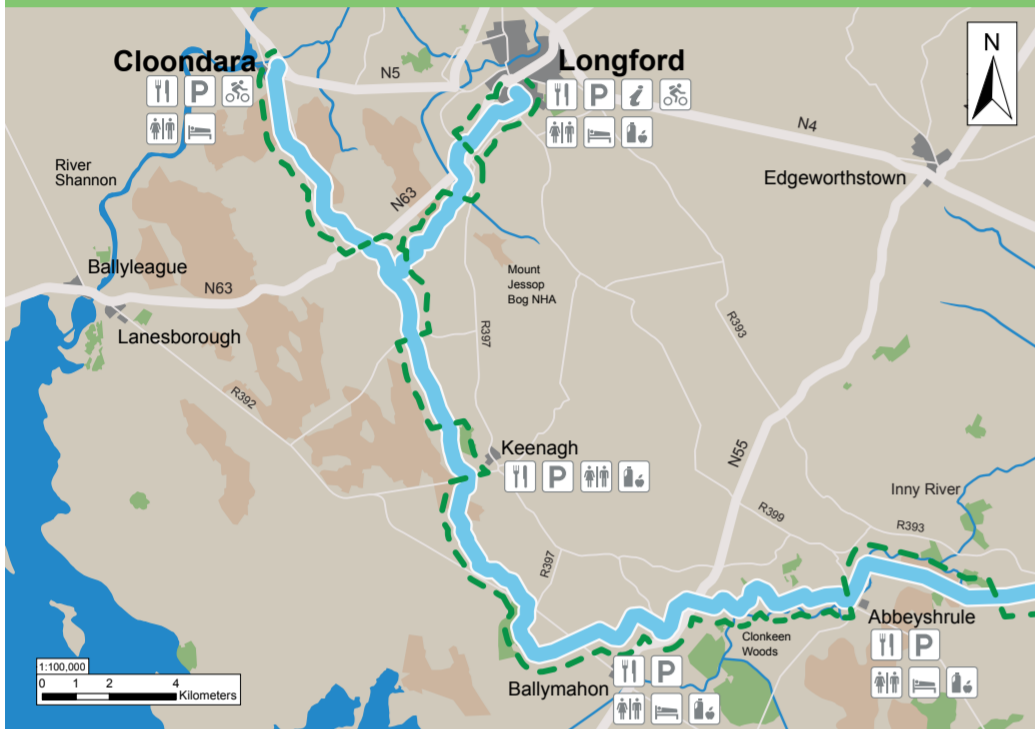 Cloondara
Longford
N
N5
P
P
i
N4
River
Shannon
Edgeworthstown
N63
Ballyleague
Mount
Jessop
Bog NHA
N63
Lanesborough
R397
R393
R392
Keenagh
P
N55
Inny River
R399
R393
R397
Abbeyshrule
Clonkeen
Woods
P
1:100,000
0 1 2 4
Kilometers
P
Ballymahon